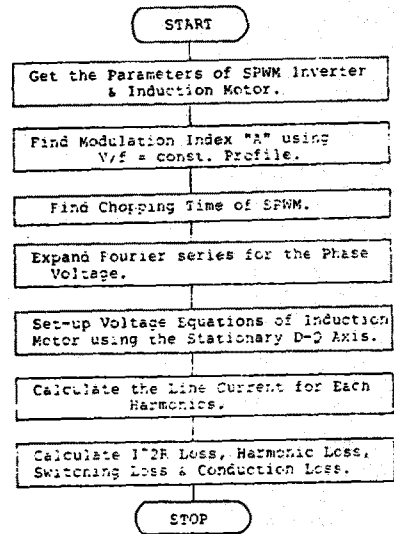 START
Get the Parameters of SPWM Inverter
& Induction Motor.
Find Modulation Index "A" using
V/f = const. Profile.
Find Chopping Time of SPWM.
Expand Fourier series for the Phase
Voltage.
Set-up Voltage Equations of Induction
Motor using the Stationary D-Q Axis.
Calculate the Line Current for Each
Harmonics.
Calculate I^2R Loss, Harmonic Loss,
Switching Loss & Conduction Loss.
STOP